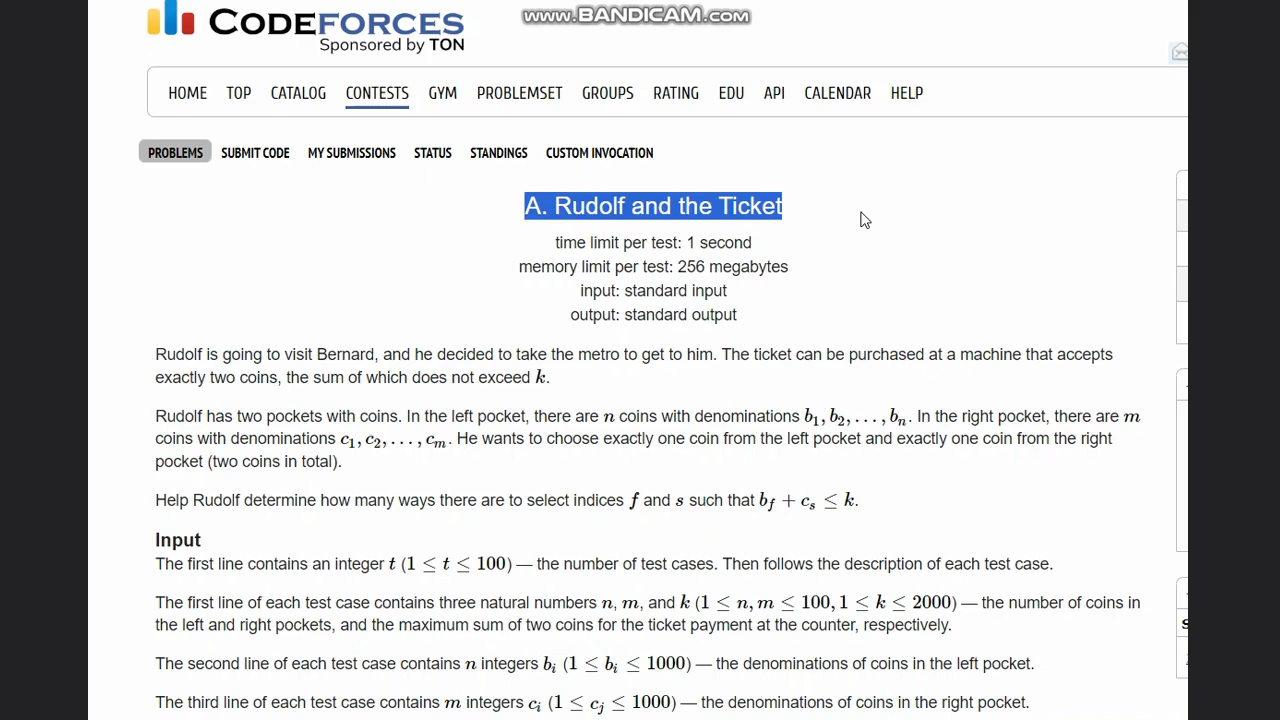 www.BANDICAM.com
CODEFORCES
Sponsored by TON
HOME TOP CATALOG CONTESTS GYM PROBLEMSET GROUPS RATING EDU API CALENDAR HELP
PROBLEMS SUBMIT CODE MY SUBMISSIONS STATUS STANDINGS CUSTOM INVOCATION
A. Rudolf and the Ticket
time limit per test: 1 second
memory limit per test: 256 megabytes
input: standard input
output: standard output
Rudolf is going to visit Bernard, and he decided to take the metro to get to him. The ticket can be purchased at a machine that accepts
exactly two coins, the sum of which does not exceed k.
Rudolf has two pockets with coins. In the left pocket, there are n coins with denominations b₁, b₂, . . . , bₙ. In the right pocket, there are m
coins with denominations c₁, c₂, . . . , cₘ. He wants to choose exactly one coin from the left pocket and exactly one coin from the right
pocket (two coins in total).
Help Rudolf determine how many ways there are to select indices f and s such that b_f + c_s ≤ k.
Input
The first line contains an integer t (1 ≤ t ≤ 100) — the number of test cases. Then follows the description of each test case.
The first line of each test case contains three natural numbers n, m, and k (1 ≤ n, m ≤ 100, 1 ≤ k ≤ 2000) — the number of coins in
the left and right pockets, and the maximum sum of two coins for the ticket payment at the counter, respectively.
The second line of each test case contains n integers bᵢ (1 ≤ bᵢ ≤ 1000) — the denominations of coins in the left pocket.
The third line of each test case contains m integers cᵢ (1 ≤ cⱼ ≤ 1000) — the denominations of coins in the right pocket.